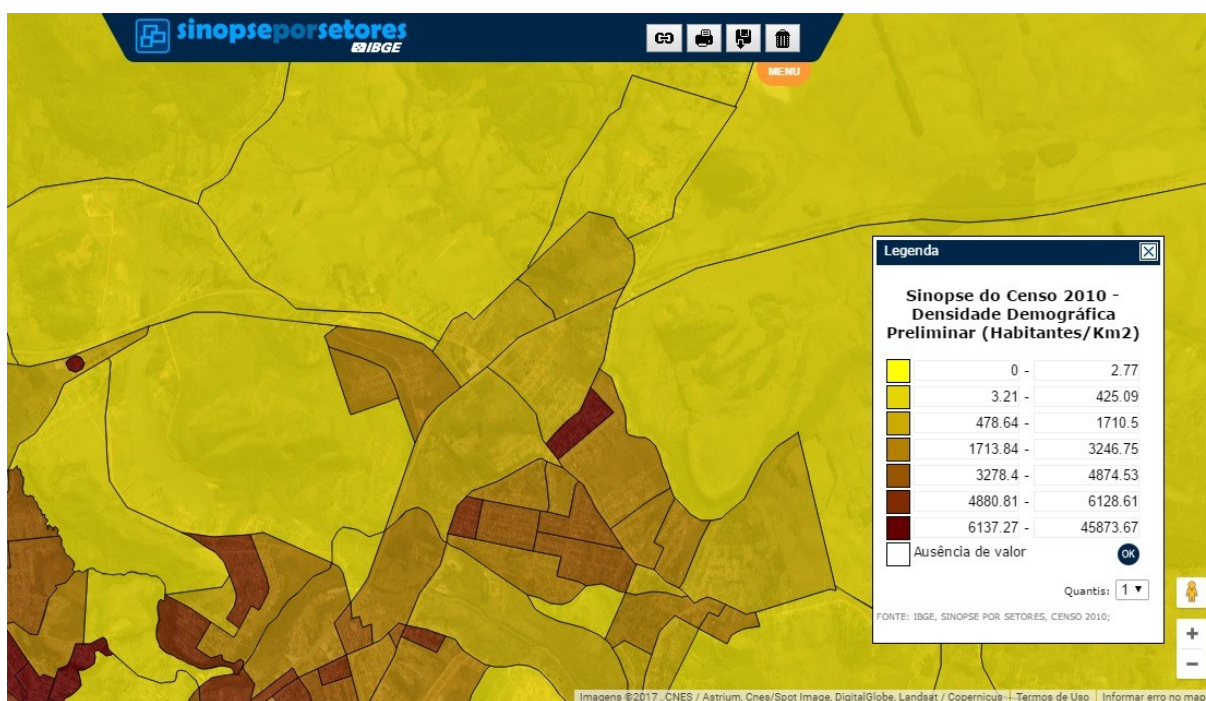 sinopseporsetores
IBGE
MENU
Legenda
Sinopse do Censo 2010 -
Densidade Demográfica
Preliminar (Habitantes/Km2)
0 - 2.77
3.21 - 425.09
478.64 - 1710.5
1713.84 - 3246.75
3278.4 - 4874.53
4880.81 - 6128.61
6137.27 - 45873.67
Ausência de valor OK
Quantis: 1
FONTE: IBGE, SINOPSE POR SETORES, CENSO 2010;
+
−
Imagens ©2017 , CNES / Astrium, Cnes/Spot Image, DigitalGlobe, Landsat / Copernicus Termos de Uso Informar erro no map